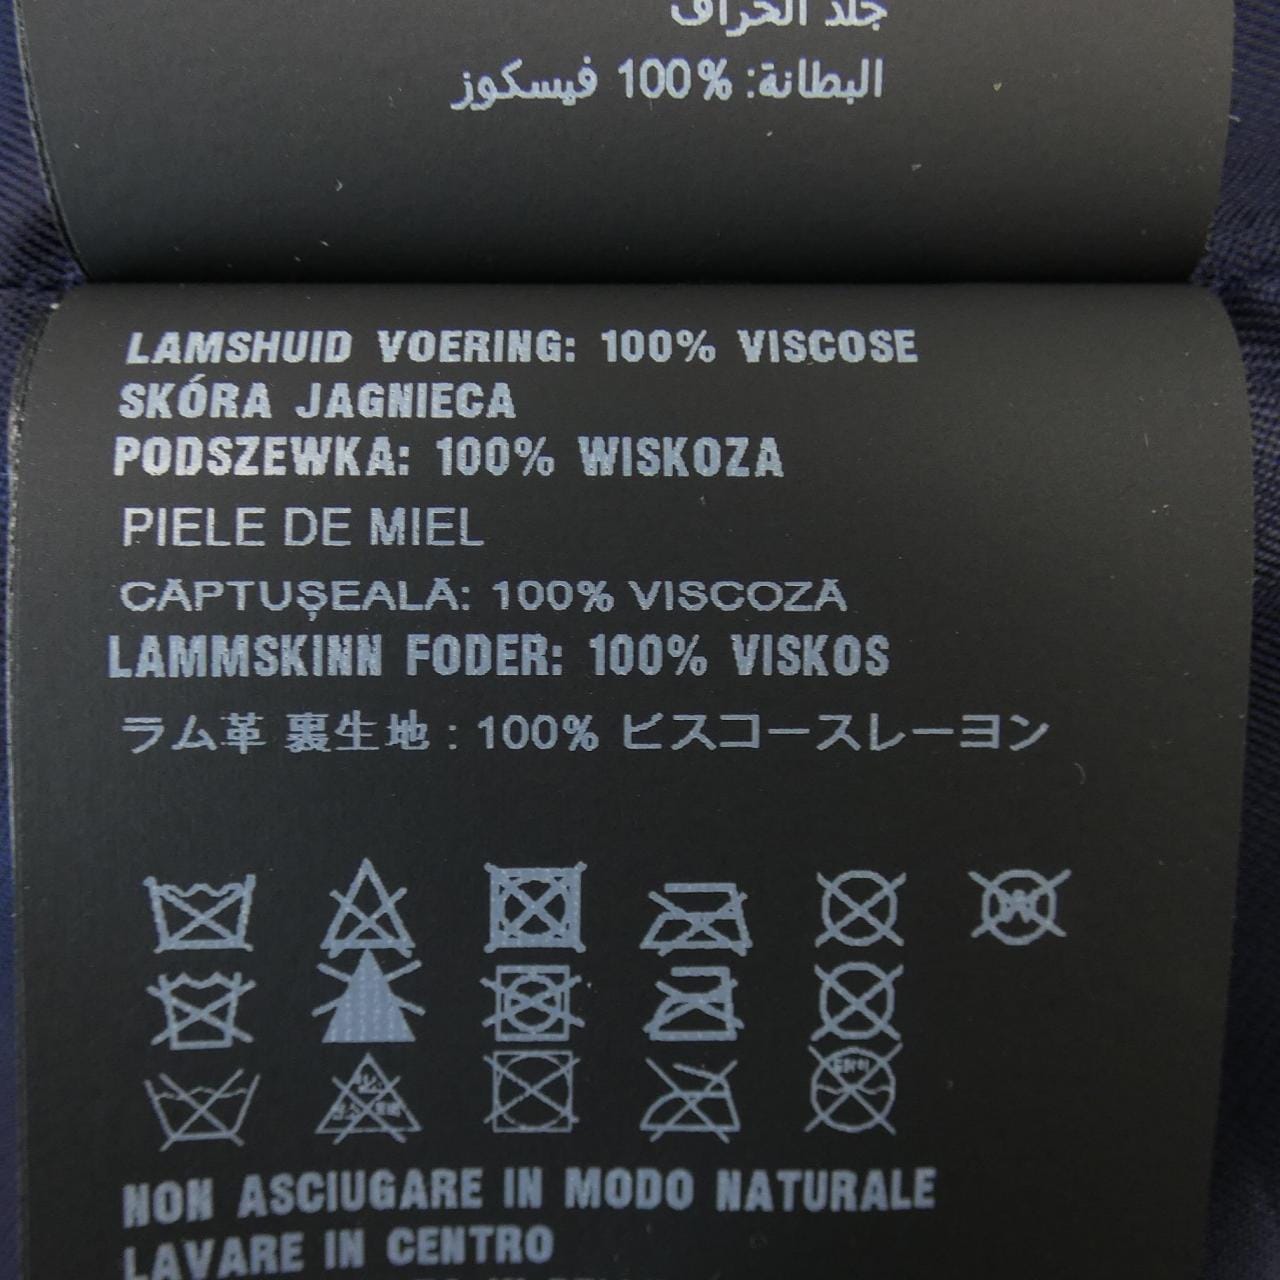 جلد الخراف
البطانة: 100% فيسكوز
LAMSHUID VOERING: 100% VISCOSE
SKÓRA JAGNIECA
PODSZEWKA: 100% WISKOZA
PIELE DE MIEL
CĂPTUȘEALĂ: 100% VISCOZĂ
LAMMSKINN FODER: 100% VISKOS
ラム革 裏生地 : 100% ビスコースレーヨン
W
NON ASCIUGARE IN MODO NATURALE
LAVARE IN CENTRO